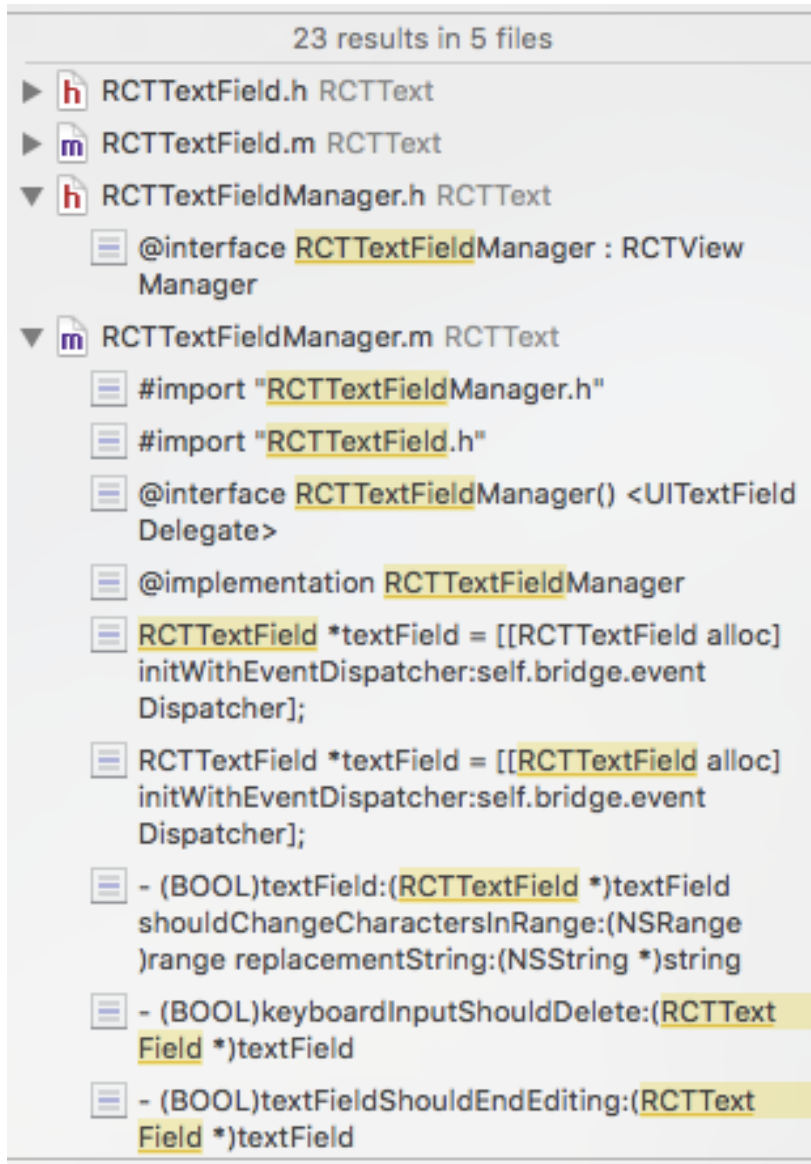 23 results in 5 files
h RCTTextField.h RCTText
m RCTTextField.m RCTText
h RCTTextFieldManager.h RCTText
@interface RCTTextFieldManager : RCTView
Manager
m RCTTextFieldManager.m RCTText
#import "RCTTextFieldManager.h"
#import "RCTTextField.h"
@interface RCTTextFieldManager() <UITextField
Delegate>
@implementation RCTTextFieldManager
RCTTextField *textField = [[RCTTextField alloc]
initWithEventDispatcher:self.bridge.event
Dispatcher];
RCTTextField *textField = [[RCTTextField alloc]
initWithEventDispatcher:self.bridge.event
Dispatcher];
- (BOOL)textField:(RCTTextField *)textField
shouldChangeCharactersInRange:(NSRange
)range replacementString:(NSString *)string
- (BOOL)keyboardInputShouldDelete:(RCTText
Field *)textField
- (BOOL)textFieldShouldEndEditing:(RCTText
Field *)textField